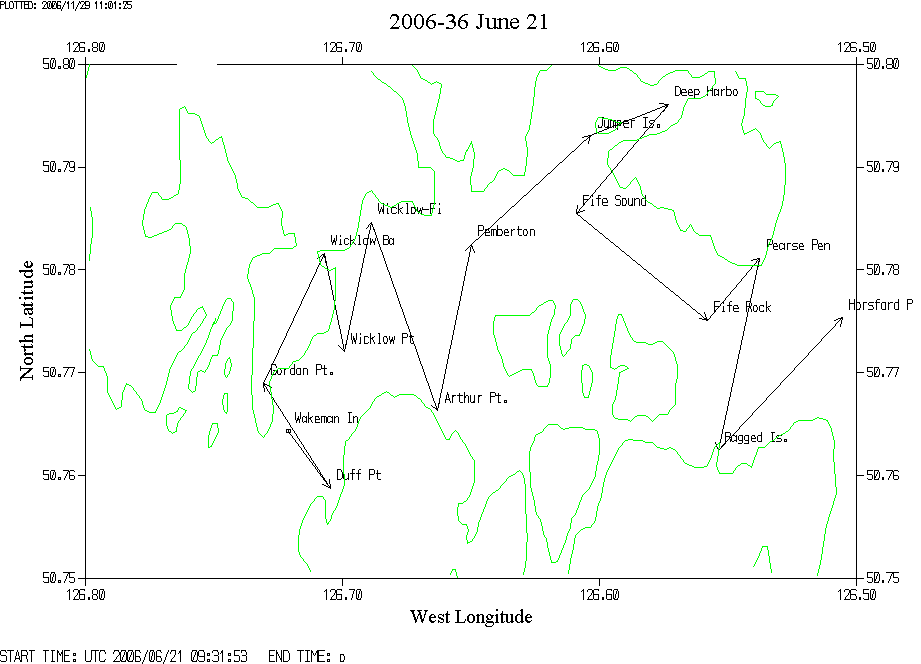 PLOTTED: 2006/11/29 11:01:25
2006-36 June 21
126.80 126.70 126.60 126.50
50.80 50.80
Deep Harbo
Jumper Is.
50.79 50.79
Fife Sound
Wicklow-Fi
Pemberton
Wicklow Ba
Pearse Pen
50.78 50.78
Fife Rock
Horsford P
Wicklow Pt
Gordan Pt.
50.77 50.77
Arthur Pt.
Wakeman In
Ragged Is.
50.76 50.76
Duff Pt
50.75 50.75
126.80 126.70 126.60 126.50
North Latitude
West Longitude
START TIME: UTC 2006/06/21 09:31:53 END TIME: o